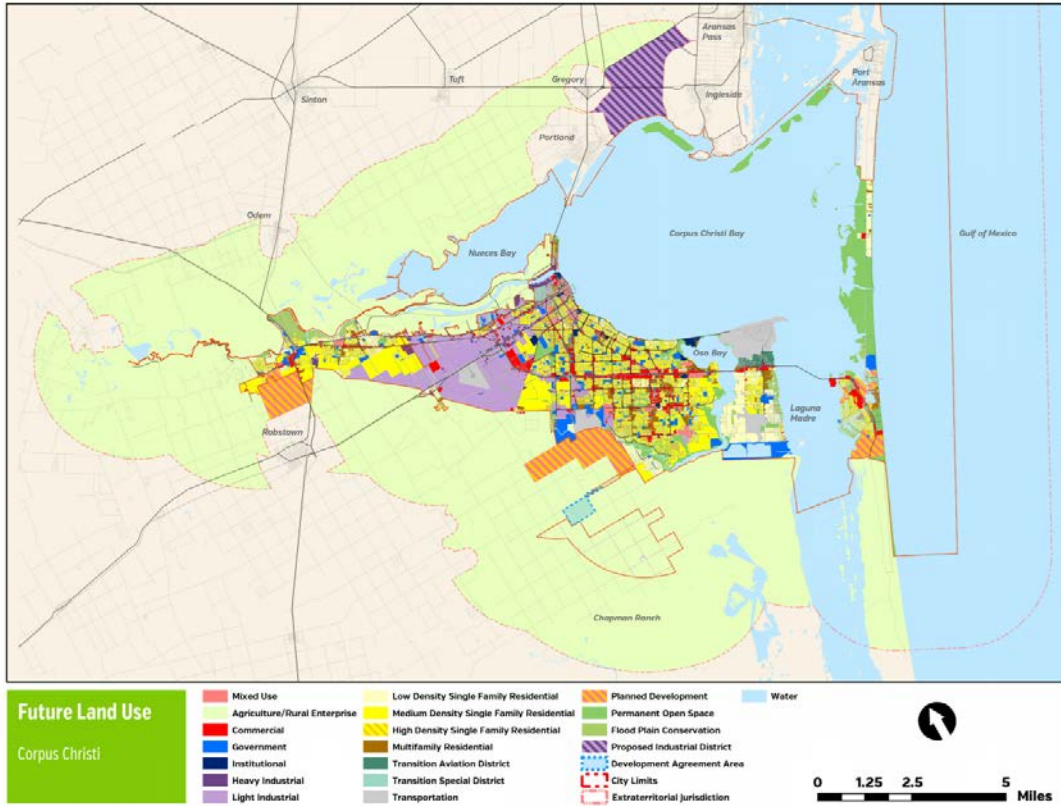 Aransas
Pass
Port
Aransas
Taft
Gregory
Sinton
Ingleside
Portland
Odem
Nueces Bay
Corpus Christi Bay
Gulf of Mexico
Oso Bay
Laguna
Madre
Robstown
Chapman Ranch
Future Land Use
Corpus Christi
Mixed Use
Agriculture/Rural Enterprise
Commercial
Government
Institutional
Heavy Industrial
Light Industrial
Low Density Single Family Residential
Medium Density Single Family Residential
High Density Single Family Residential
Multifamily Residential
Transition Aviation District
Transition Special District
Transportation
Planned Development
Permanent Open Space
Flood Plain Conservation
Proposed Industrial District
Development Agreement Area
City Limits
Extraterritorial Jurisdiction
Water
0 1.25 2.5 5
Miles